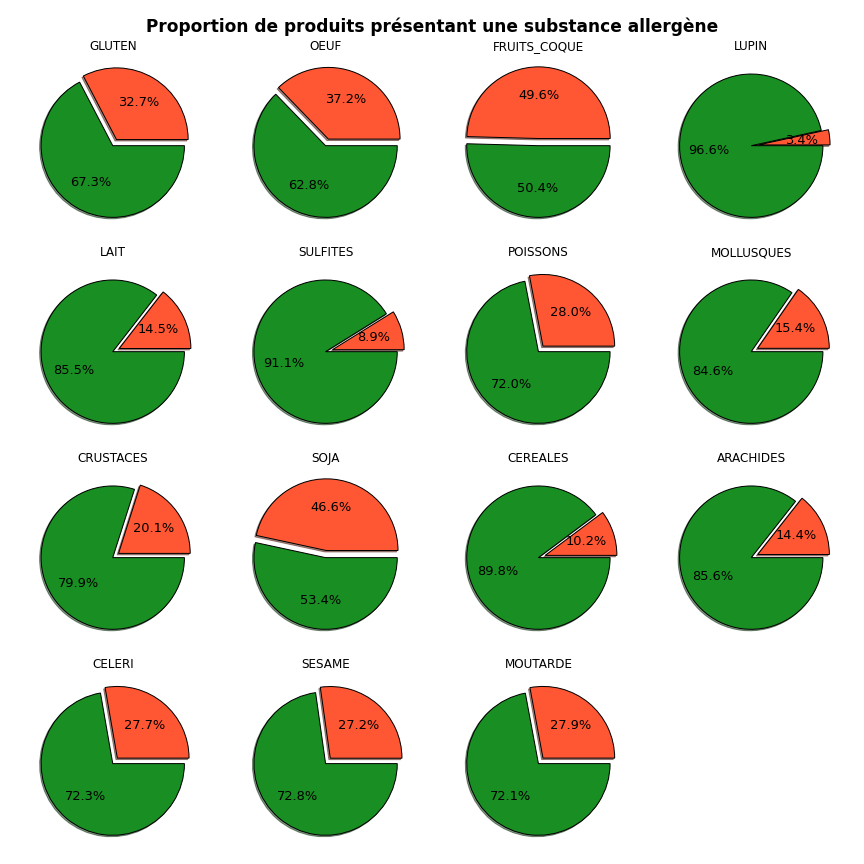 Proportion de produits présentant une substance allergène
GLUTEN
32.7%
67.3%
OEUF
37.2%
62.8%
FRUITS_COQUE
49.6%
50.4%
LUPIN
3.4%
96.6%
LAIT
14.5%
85.5%
SULFITES
8.9%
91.1%
POISSONS
28.0%
72.0%
MOLLUSQUES
15.4%
84.6%
CRUSTACES
20.1%
79.9%
SOJA
46.6%
53.4%
CEREALES
10.2%
89.8%
ARACHIDES
14.4%
85.6%
CELERI
27.7%
72.3%
SESAME
27.2%
72.8%
MOUTARDE
27.9%
72.1%